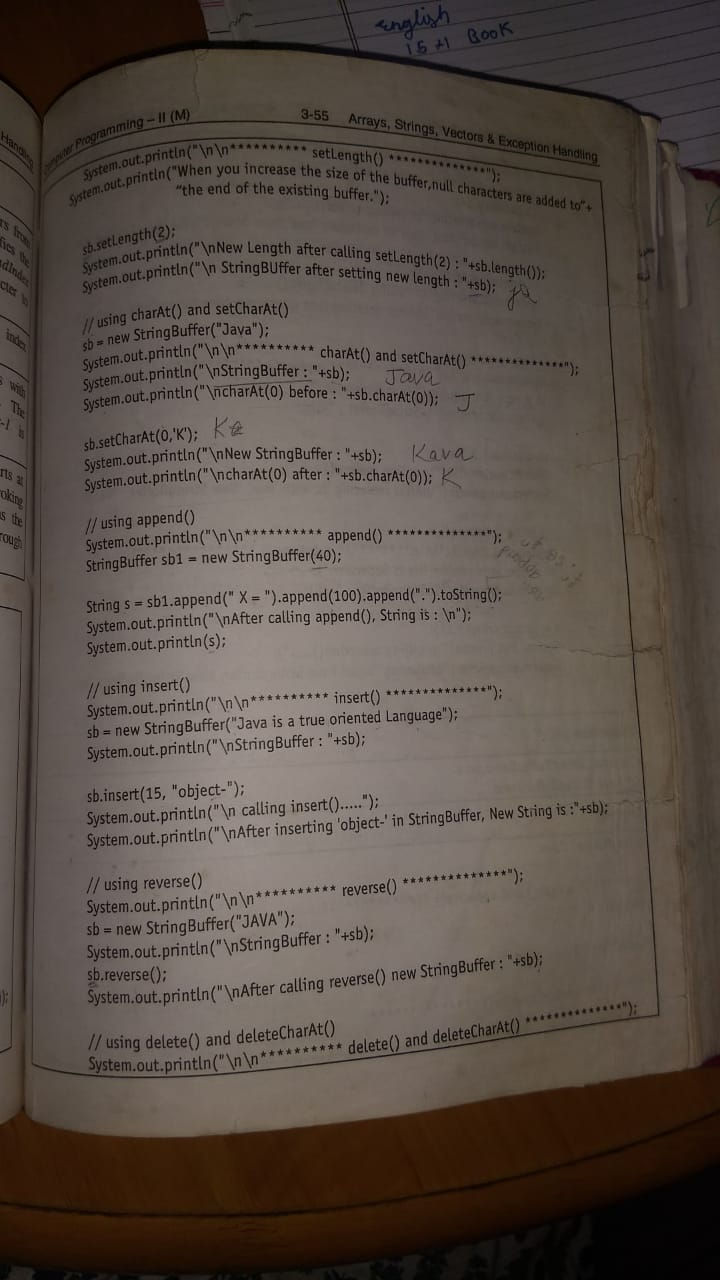 English
15 +1 BOOK
Handling
Computer Programming – II (M) 3-55 Arrays, Strings, Vectors & Exception Handling
System.out.println("\n\n********** setLength() **************");
System.out.println("When you increase the size of the buffer,null characters are added to"+
"the end of the existing buffer.");
sb.setLength(2);
System.out.println("\nNew Length after calling setLength(2) : "+sb.length());
System.out.println("\n StringBUffer after setting new length : "+sb); ja
// using charAt() and setCharAt()
sb = new StringBuffer("Java");
System.out.println("\n\n********** charAt() and setCharAt() **************");
System.out.println("\nStringBuffer : "+sb); Java
System.out.println("\ncharAt(0) before : "+sb.charAt(0)); J
sb.setCharAt(0,'K');
System.out.println("\nNew StringBuffer : "+sb); Kava
System.out.println("\ncharAt(0) after : "+sb.charAt(0)); K
// using append()
System.out.println("\n\n********** append() **************");
StringBuffer sb1 = new StringBuffer(40);
String s = sb1.append(" X = ").append(100).append(".").toString();
System.out.println("\nAfter calling append(), String is : \n");
System.out.println(s);
// using insert()
System.out.println("\n\n********** insert() **************");
sb = new StringBuffer("Java is a true oriented Language");
System.out.println("\nStringBuffer : "+sb);
sb.insert(15, "object-");
System.out.println("\n calling insert().....");
System.out.println("\nAfter inserting 'object-' in StringBuffer, New String is :"+sb);
// using reverse()
System.out.println("\n\n********** reverse() **************");
sb = new StringBuffer("JAVA");
System.out.println("\nStringBuffer : "+sb);
sb.reverse();
System.out.println("\nAfter calling reverse() new StringBuffer : "+sb);
// using delete() and deleteCharAt()
System.out.println("\n\n********** delete() and deleteCharAt() **************");